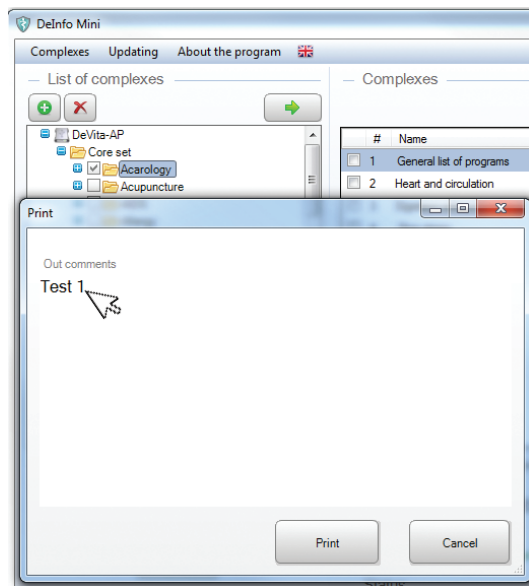 DeInfo Mini
Complexes Updating About the program
List of complexes
Complexes
DeVita-AP
Core set
Acarology
Acupuncture
# Name
1 General list of programs
2 Heart and circulation
Print
Out comments
Test 1
Print Cancel